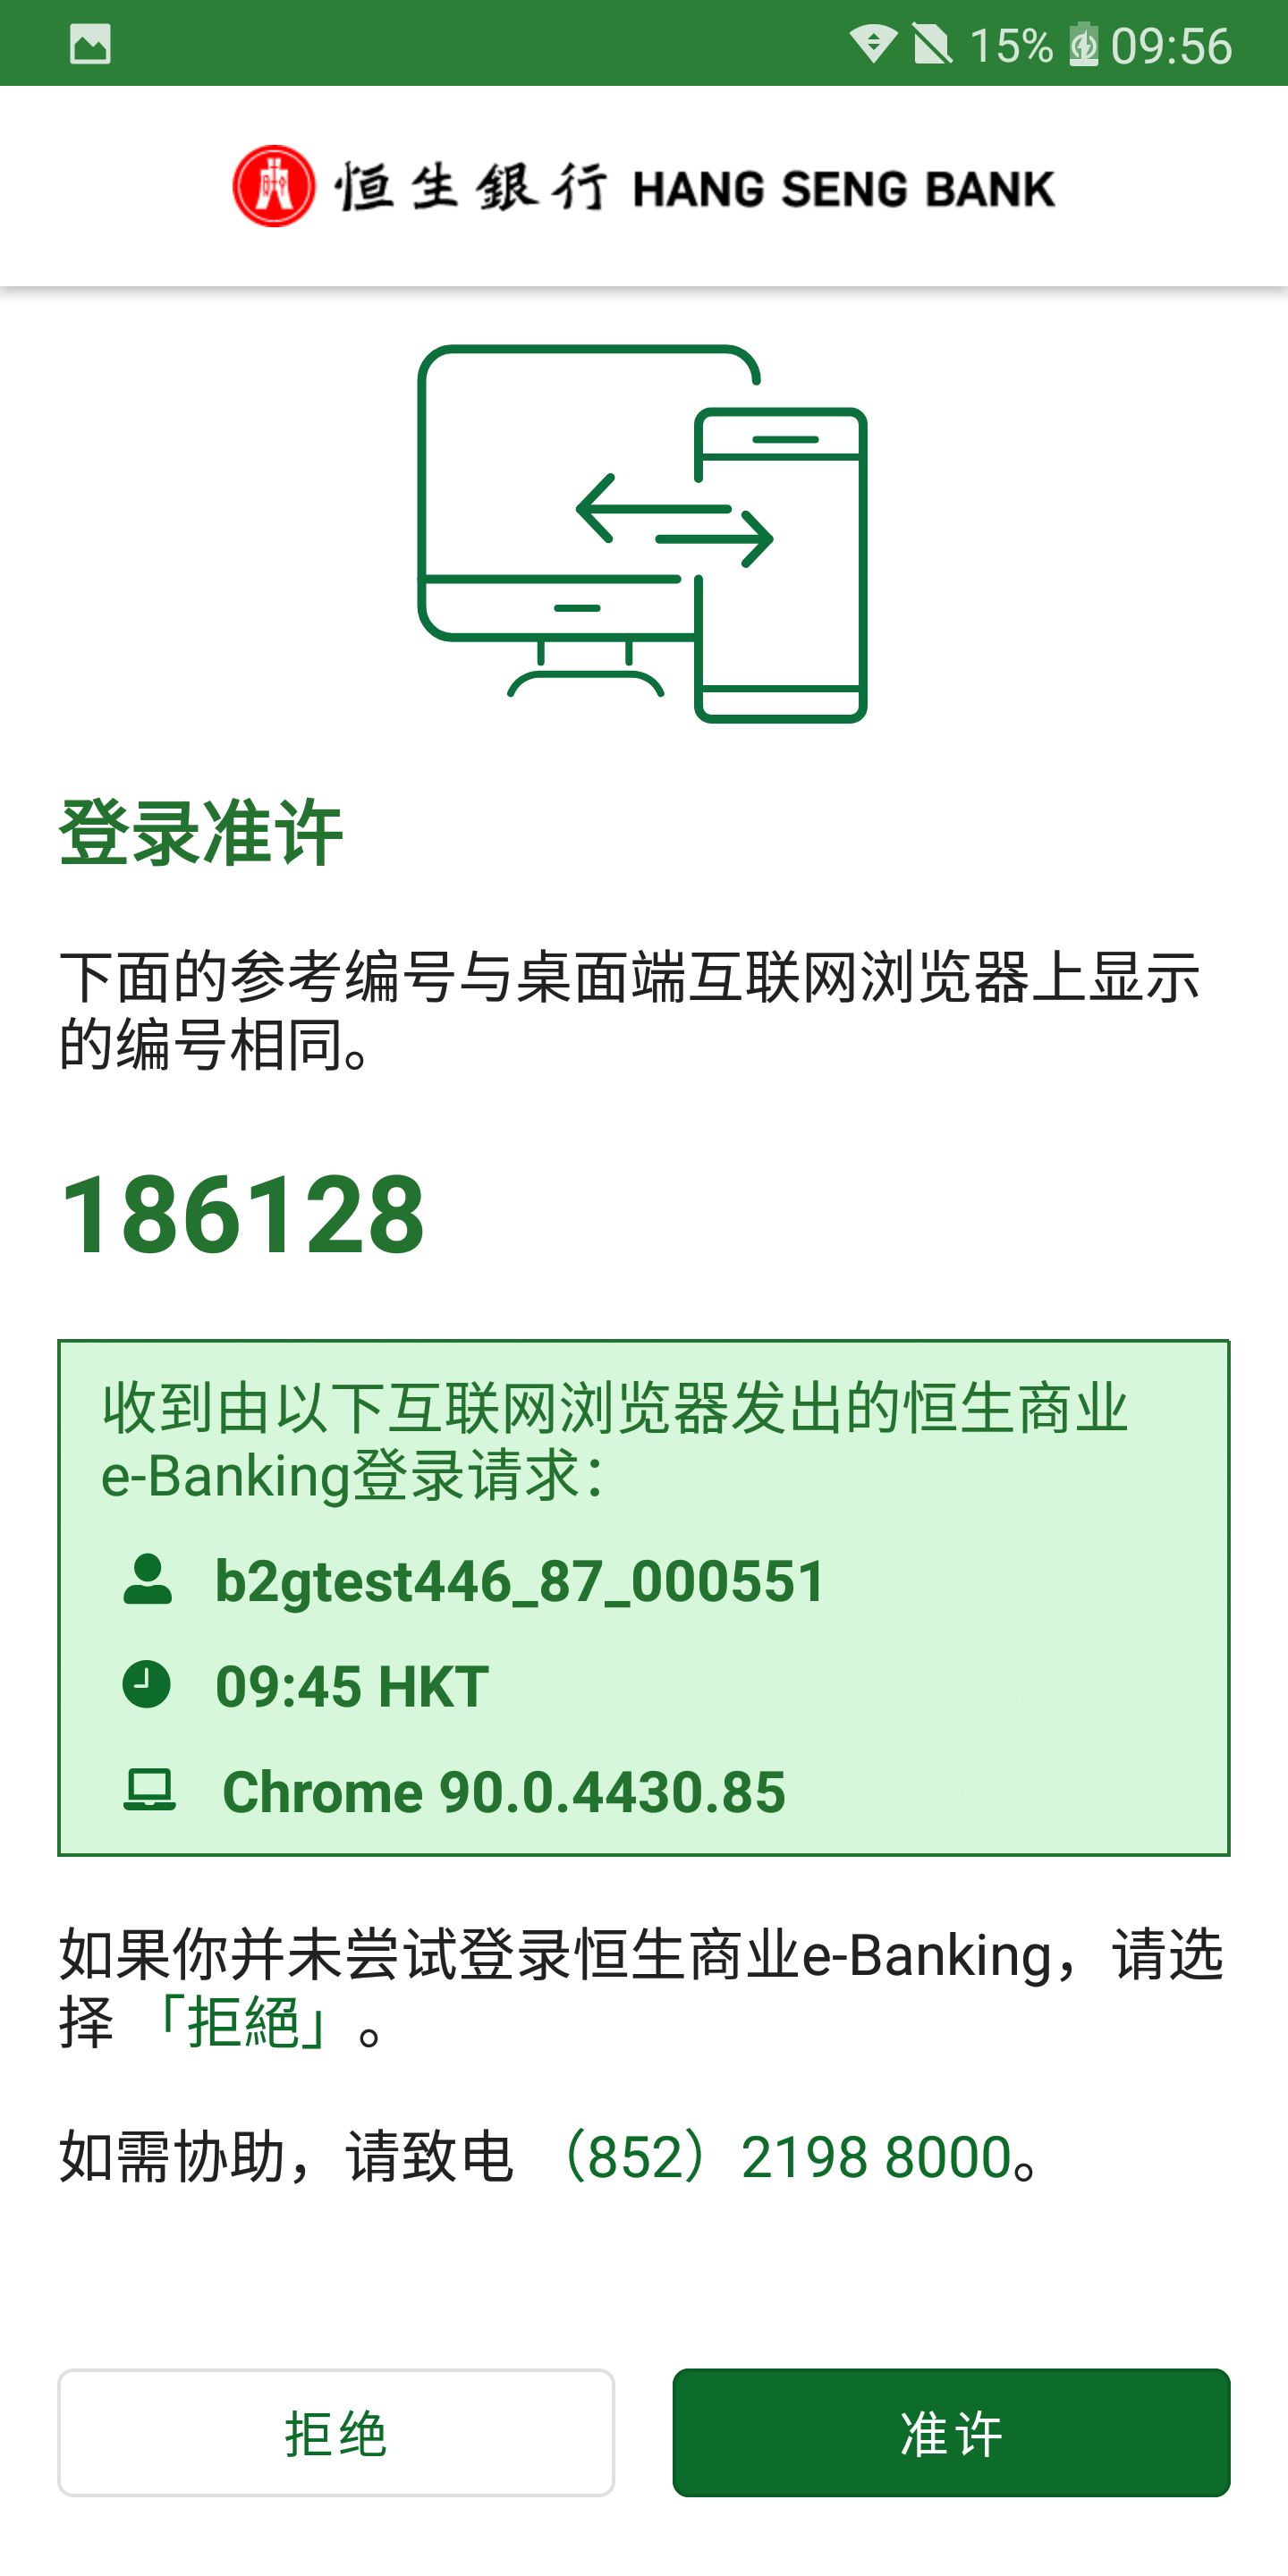 15% 09:56
恒生銀行 HANG SENG BANK
登录准许
下面的参考编号与桌面端互联网浏览器上显示
的编号相同。
186128
收到由以下互联网浏览器发出的恒生商业
e-Banking登录请求：
b2gtest446_87_000551
09:45 HKT
Chrome 90.0.4430.85
如果你并未尝试登录恒生商业e-Banking，请选
择「拒絕」。
如需协助，请致电（852）2198 8000。
拒绝 准许